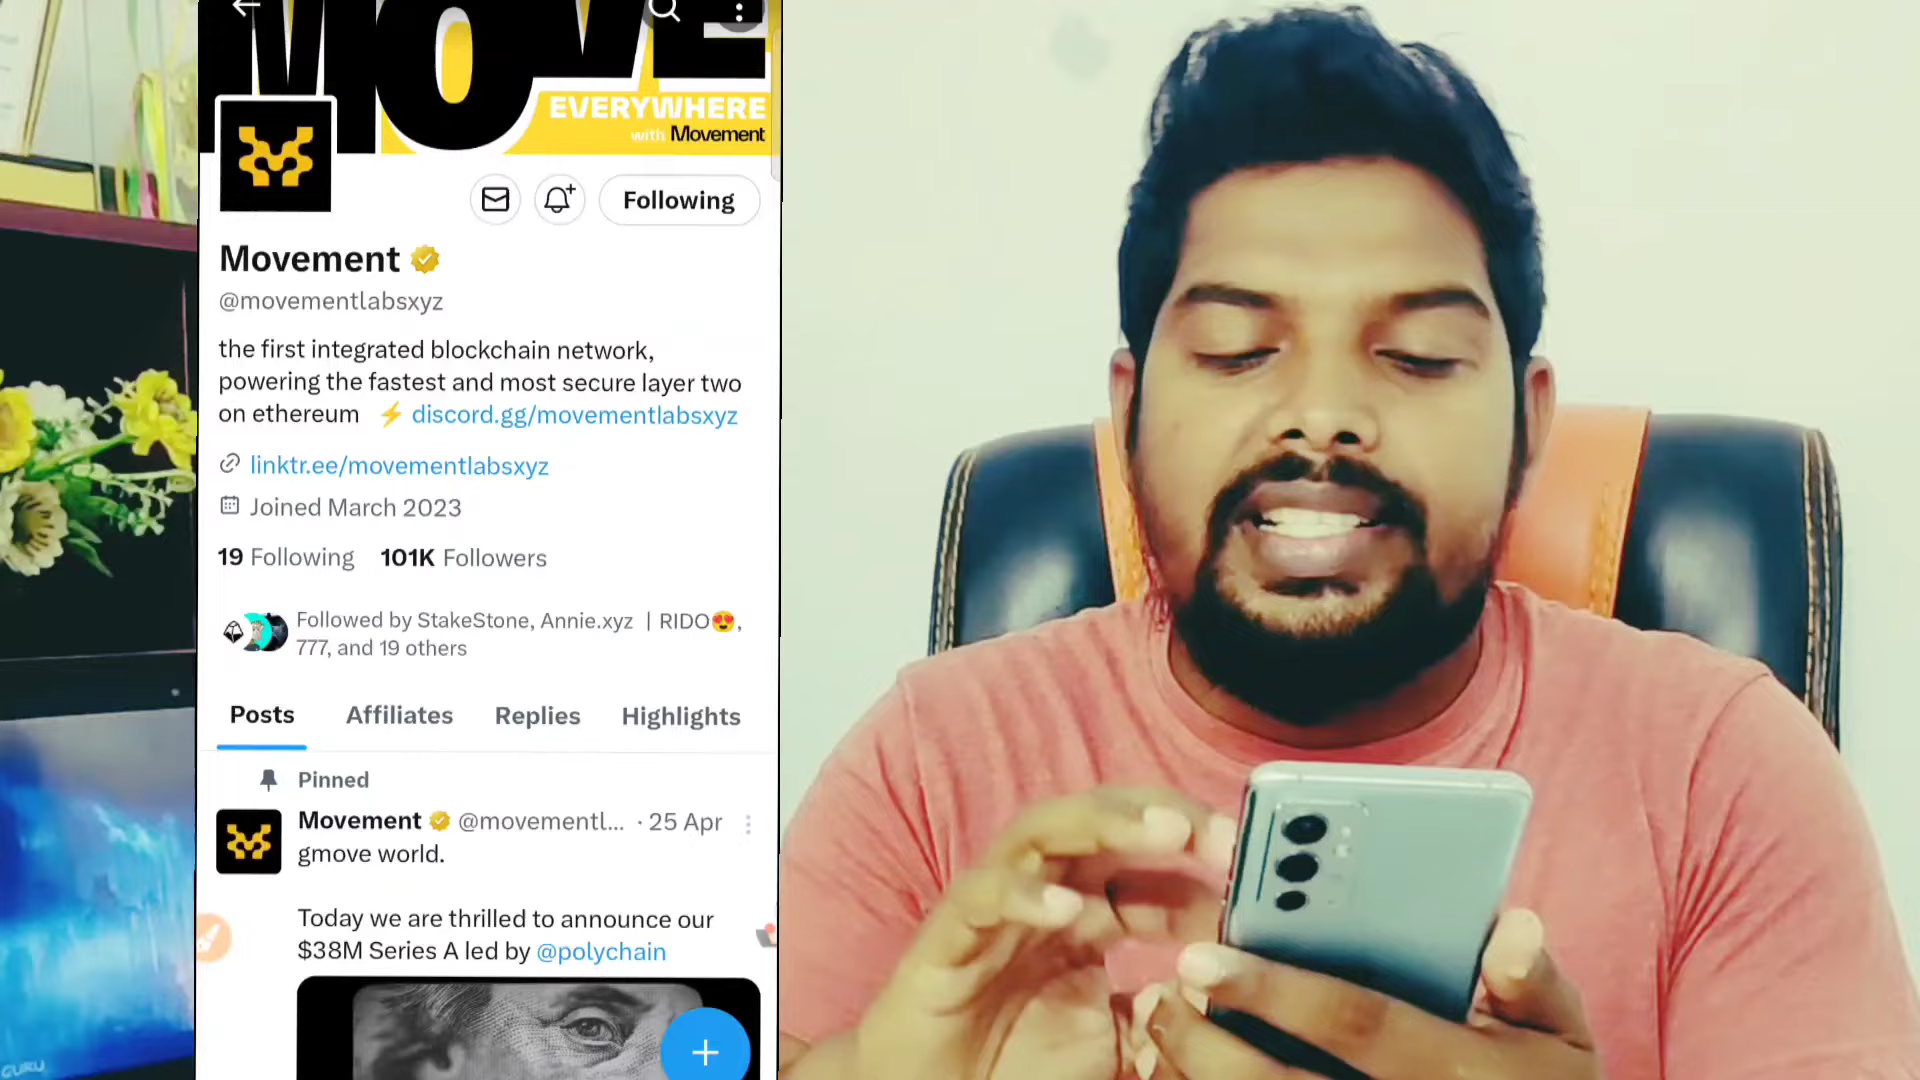 MOVE
EVERYWHERE
with Movement
Following
Movement
@movementlabsxyz
the first integrated blockchain network,
powering the fastest and most secure layer two
on ethereum ⚡ discord.gg/movementlabsxyz
linktr.ee/movementlabsxyz
Joined March 2023
19 Following 101K Followers
Followed by StakeStone, Annie.xyz | RIDO😍,
777, and 19 others
Posts Affiliates Replies Highlights
Pinned
Movement @movementl... · 25 Apr
gmove world.
Today we are thrilled to announce our
$38M Series A led by @polychain
GURU